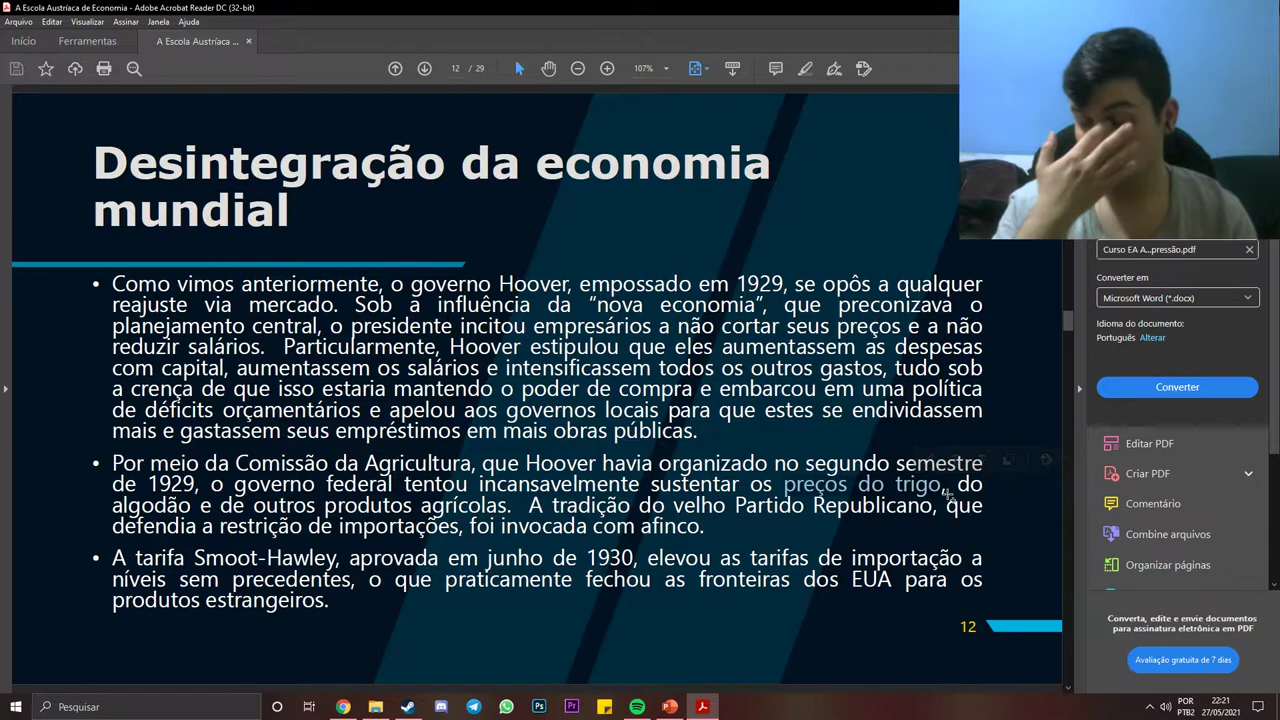 A Escola Austríaca de Economia - Adobe Acrobat Reader DC (32-bit)
Arquivo Editar Visualizar Assinar Janela Ajuda
Início Ferramentas A Escola Austríaca ... ×
12 / 29 107%
Desintegração da economia
mundial
• Como vimos anteriormente, o governo Hoover, empossado em 1929, se opôs a qualquer
reajuste via mercado. Sob a influência da “nova economia”, que preconizava o
planejamento central, o presidente incitou empresários a não cortar seus preços e a não
reduzir salários. Particularmente, Hoover estipulou que eles aumentassem as despesas
com capital, aumentassem os salários e intensificassem todos os outros gastos, tudo sob
a crença de que isso estaria mantendo o poder de compra e embarcou em uma política
de déficits orçamentários e apelou aos governos locais para que estes se endividassem
mais e gastassem seus empréstimos em mais obras públicas.
• Por meio da Comissão da Agricultura, que Hoover havia organizado no segundo semestre
de 1929, o governo federal tentou incansavelmente sustentar os preços do trigo, do
algodão e de outros produtos agrícolas. A tradição do velho Partido Republicano, que
defendia a restrição de importações, foi invocada com afinco.
• A tarifa Smoot-Hawley, aprovada em junho de 1930, elevou as tarifas de importação a
níveis sem precedentes, o que praticamente fechou as fronteiras dos EUA para os
produtos estrangeiros.
12
Curso EA A...pressão.pdf
Converter em
Microsoft Word (*.docx)
Idioma do documento:
Português Alterar
Converter
Editar PDF
Criar PDF
Comentário
Combine arquivos
Organizar páginas
Converta, edite e envie documentos
para assinatura eletrônica em PDF
Avaliação gratuita de 7 dias
Pesquisar
POR
PTB2
22:21
27/05/2021